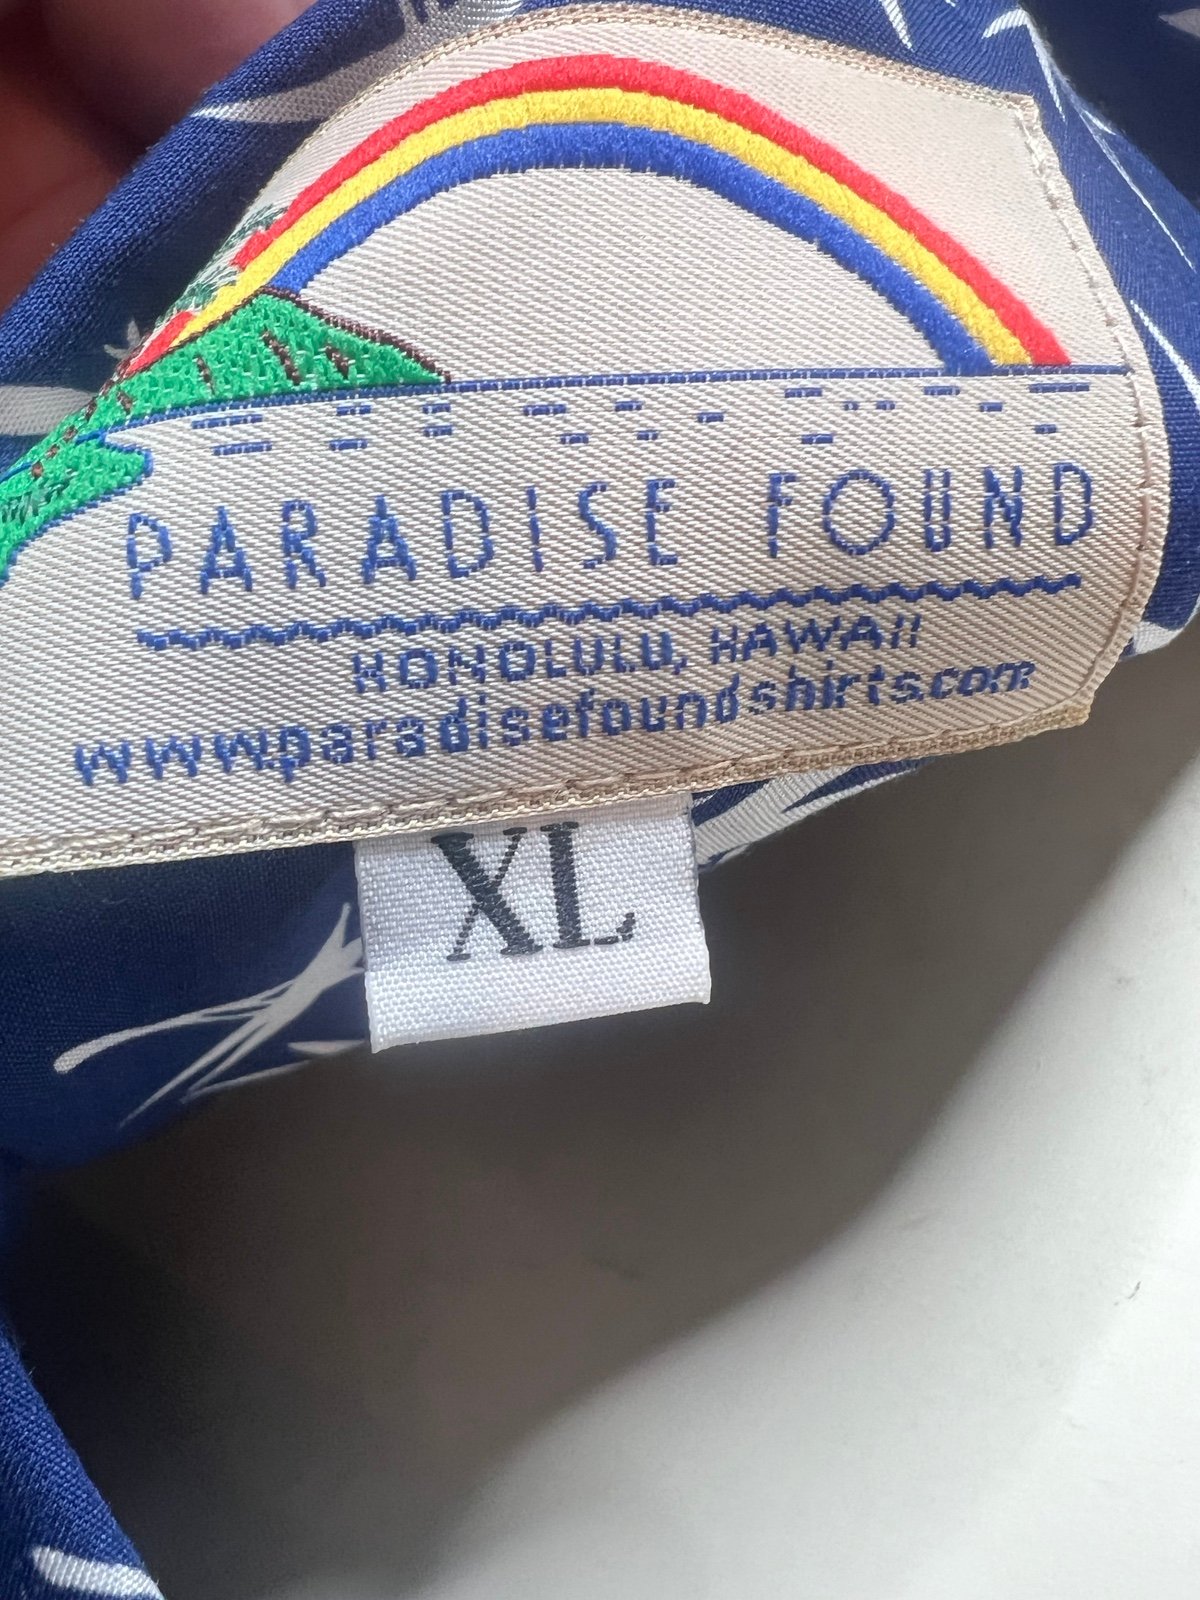 PARADISE FOUND
HONOLULU, HAWAII
www.paradisefoundshirts.com
XL